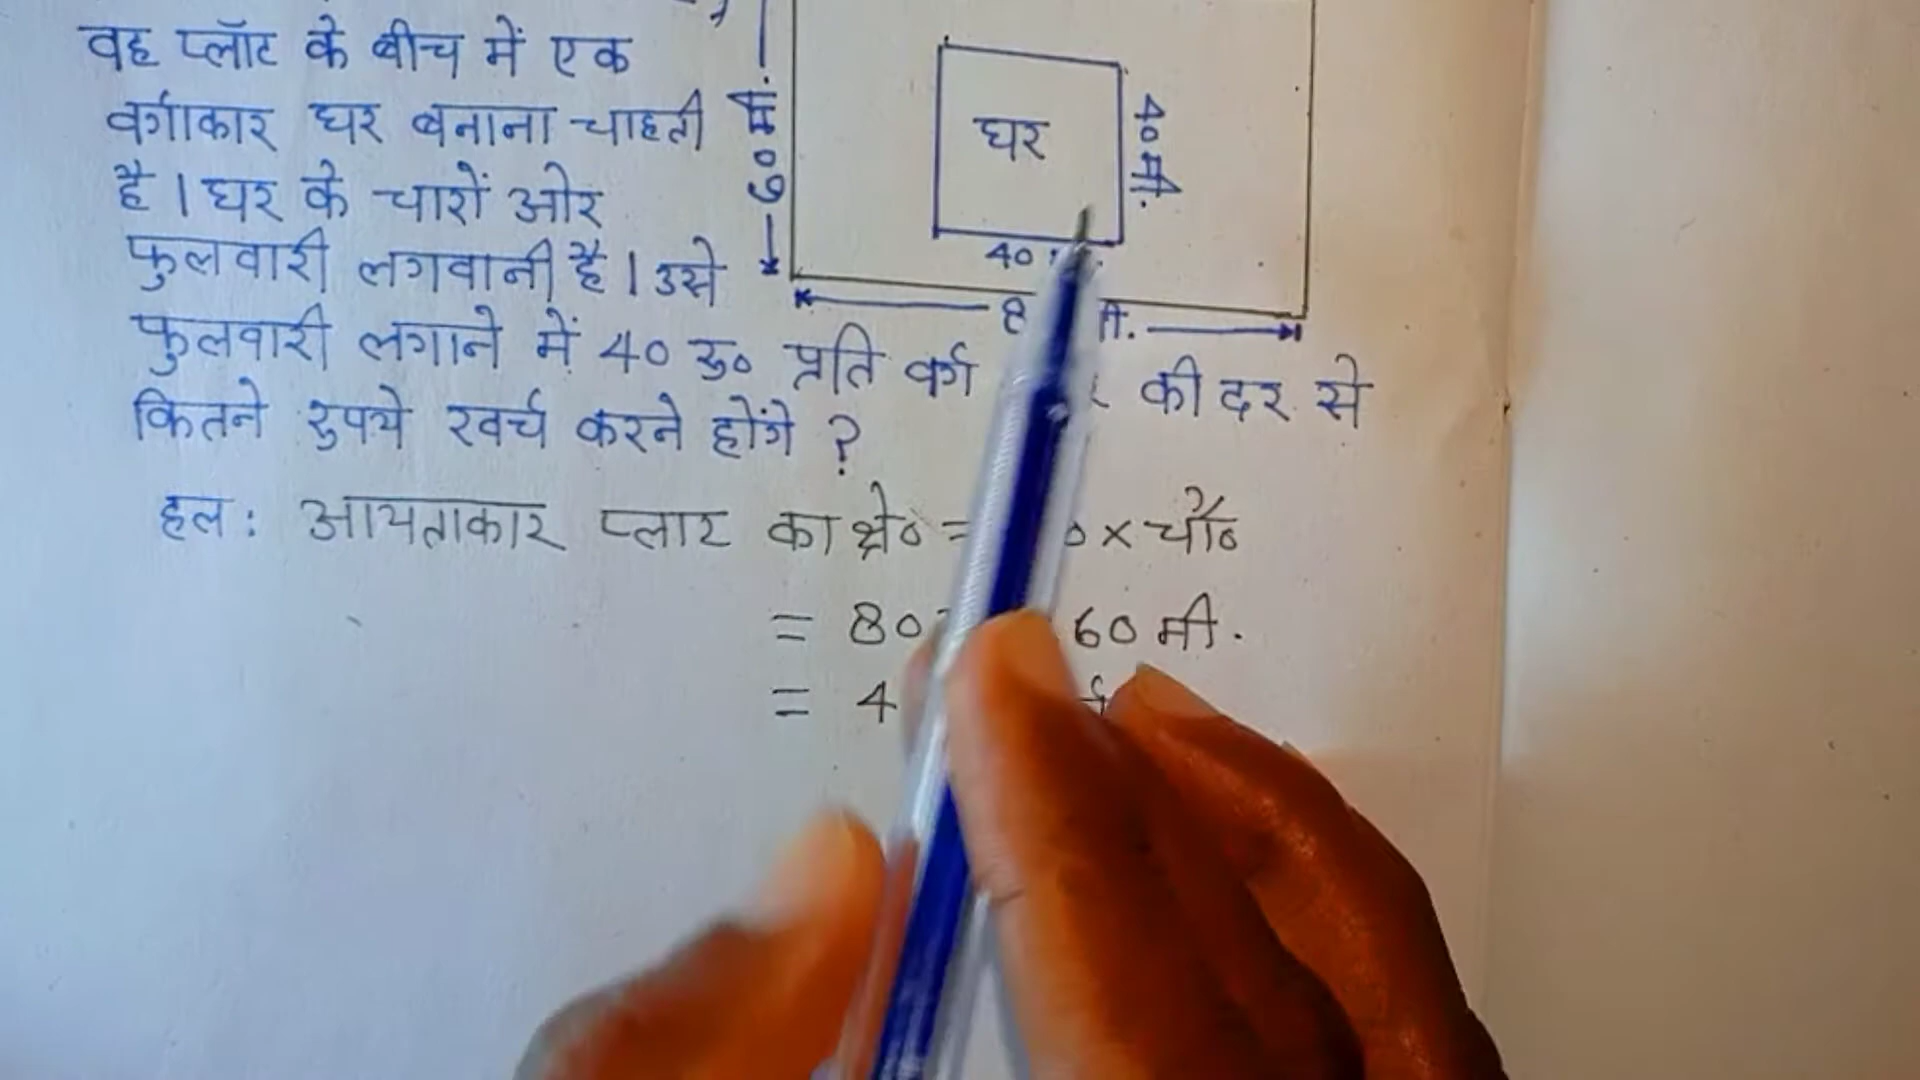 वह प्लॉट के बीच में एक
वर्गाकार घर बनाना चाहती
है। घर के चारों ओर
फुलवारी लगवानी है। उसे
फुलवारी लगाने में 40 रु० प्रति वर्ग की दर से
कितने रुपये खर्च करने होंगे ?
60 मी.
घर
40 मी.
40
8
हल: आयताकार प्लाट का क्षे० = × चौ०
= 80 60 मी.
= 4